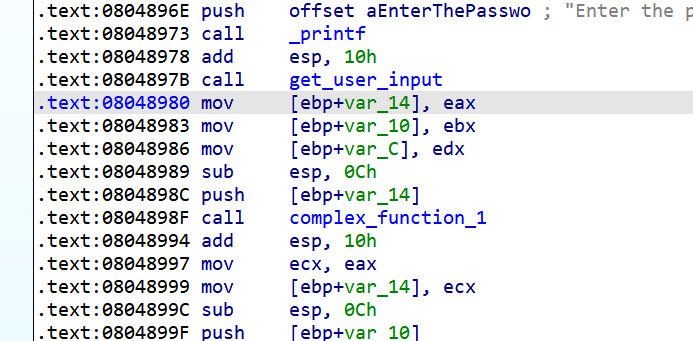 .text:0804896E push offset aEnterThePasswo ; "Enter the p
.text:08048973 call _printf
.text:08048978 add esp, 10h
.text:0804897B call get_user_input
.text:08048980 mov [ebp+var_14], eax
.text:08048983 mov [ebp+var_10], ebx
.text:08048986 mov [ebp+var_C], edx
.text:08048989 sub esp, 0Ch
.text:0804898C push [ebp+var_14]
.text:0804898F call complex_function_1
.text:08048994 add esp, 10h
.text:08048997 mov ecx, eax
.text:08048999 mov [ebp+var_14], ecx
.text:0804899C sub esp, 0Ch
.text:0804899F push [ebp+var_10]